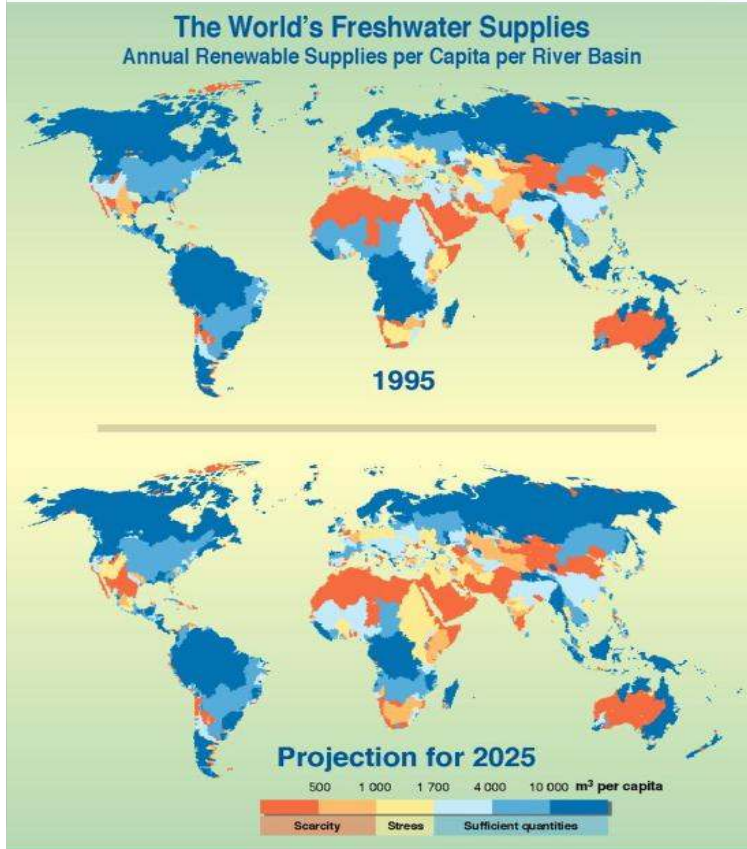 The World's Freshwater Supplies
Annual Renewable Supplies per Capita per River Basin
1995
Projection for 2025
500 1 000 1 700 4 000 10 000 m³ per capita
Scarcity Stress Sufficient quantities